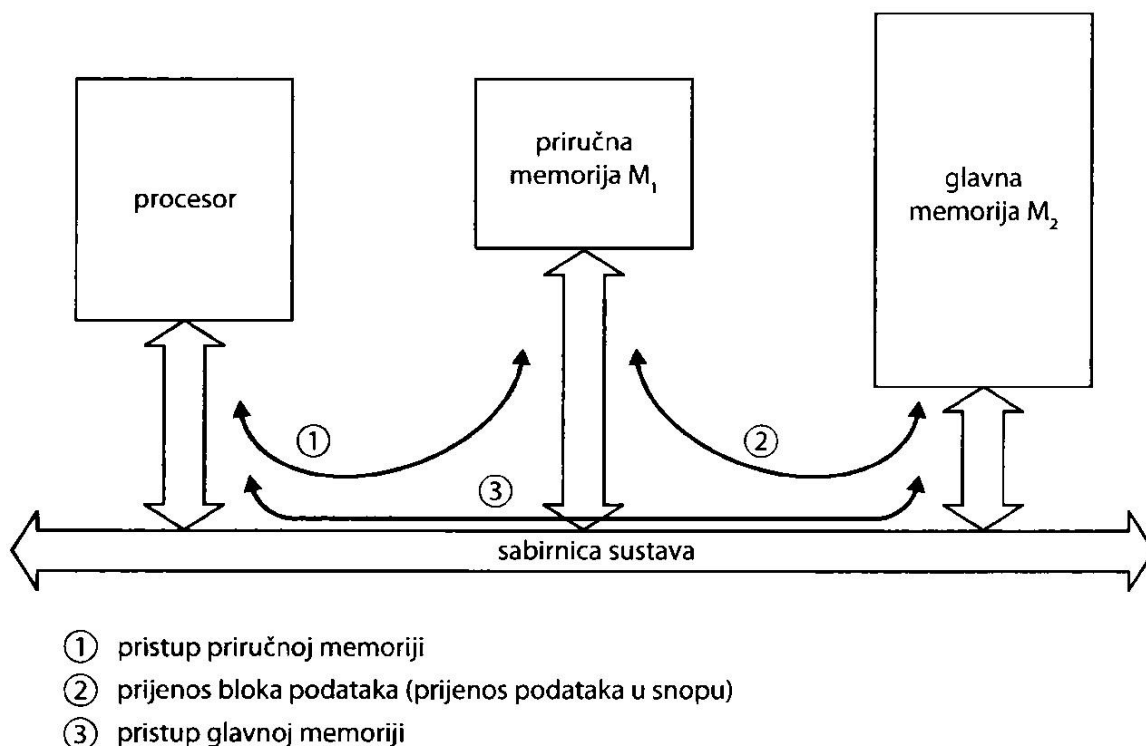 procesor
priručna
memorija M₁
glavna
memorija M₂
①
②
③
sabirnica sustava
① pristup priručnoj memoriji
② prijenos bloka podataka (prijenos podataka u snopu)
③ pristup glavnoj memoriji